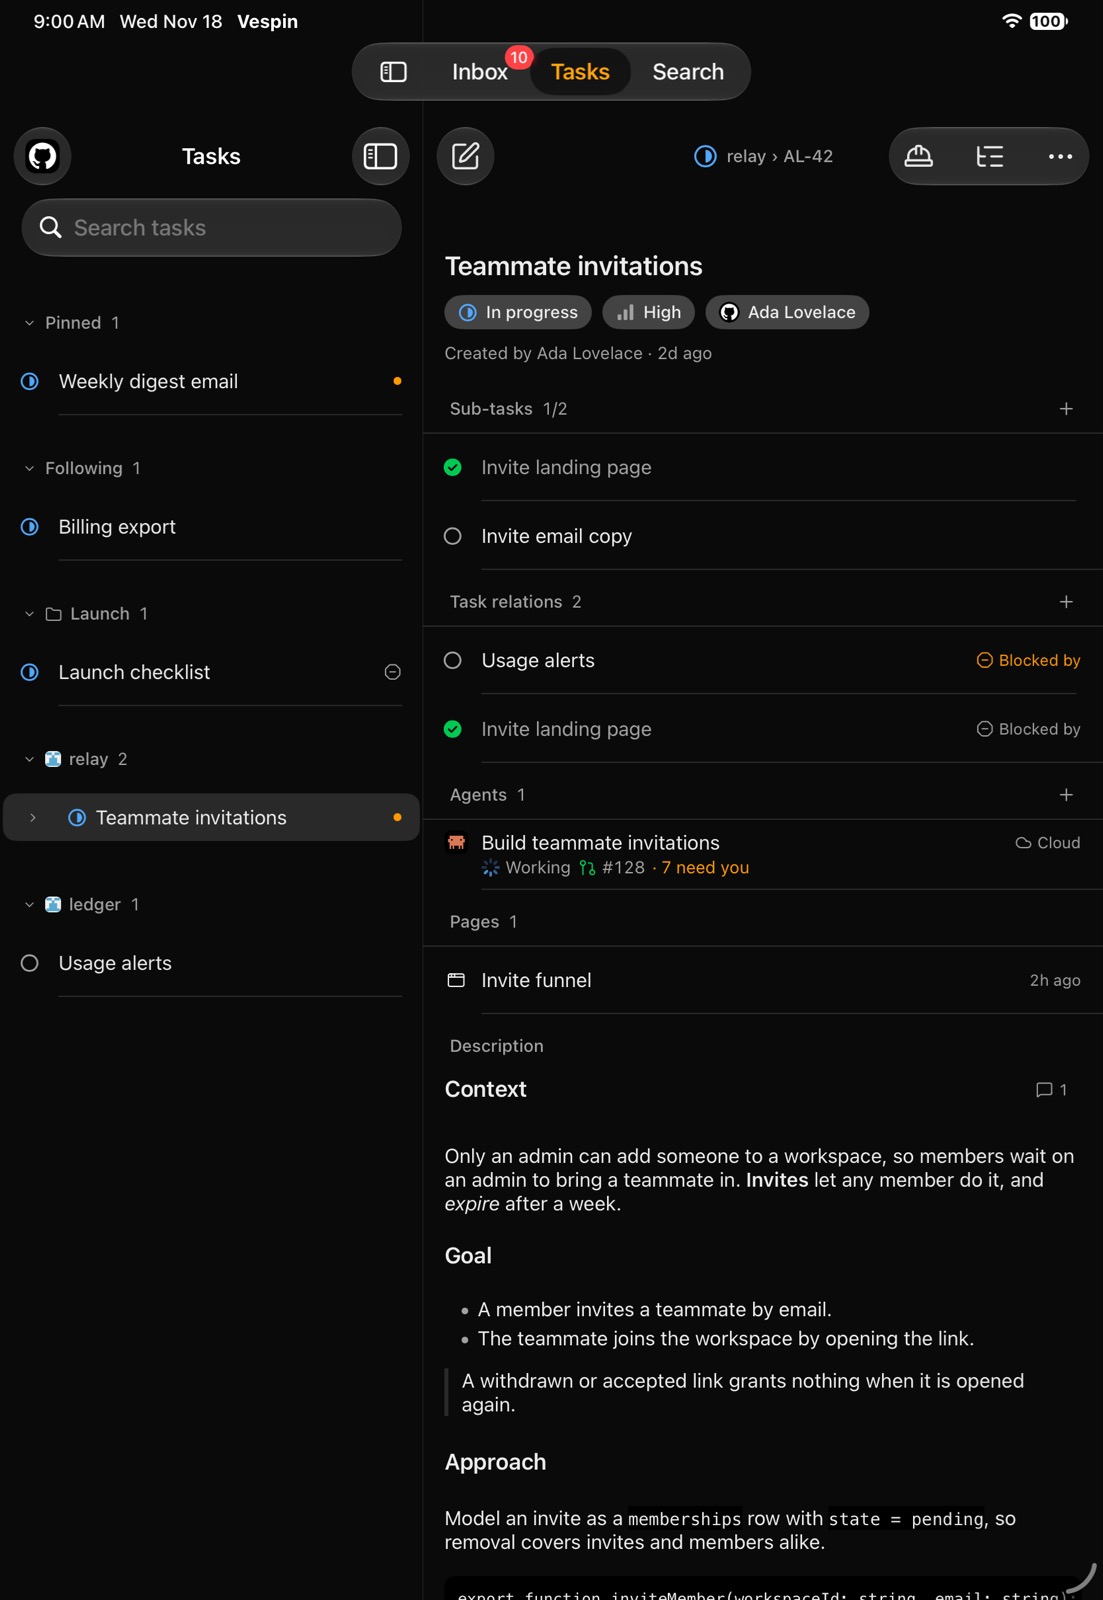 9:00 AM Wed Nov 18 Vespin
100
Inbox
10
Tasks
Search
Tasks
Search tasks
Pinned 1
Weekly digest email
Following 1
Billing export
Launch 1
Launch checklist
relay 2
Teammate invitations
ledger 1
Usage alerts
relay › AL-42
Teammate invitations
In progress
High
Ada Lovelace
Created by Ada Lovelace · 2d ago
Sub-tasks 1/2
Invite landing page
Invite email copy
Task relations 2
Usage alerts
Blocked by
Invite landing page
Blocked by
Agents 1
Build teammate invitations
Cloud
Working #128 · 7 need you
Pages 1
Invite funnel
2h ago
Description
Context
1
Only an admin can add someone to a workspace, so members wait on
an admin to bring a teammate in. Invites let any member do it, and
expire after a week.
Goal
• A member invites a teammate by email.
• The teammate joins the workspace by opening the link.
A withdrawn or accepted link grants nothing when it is opened
again.
Approach
Model an invite as a memberships row with state = pending, so
removal covers invites and members alike.
export function inviteMember(workspaceId: string, email: string)